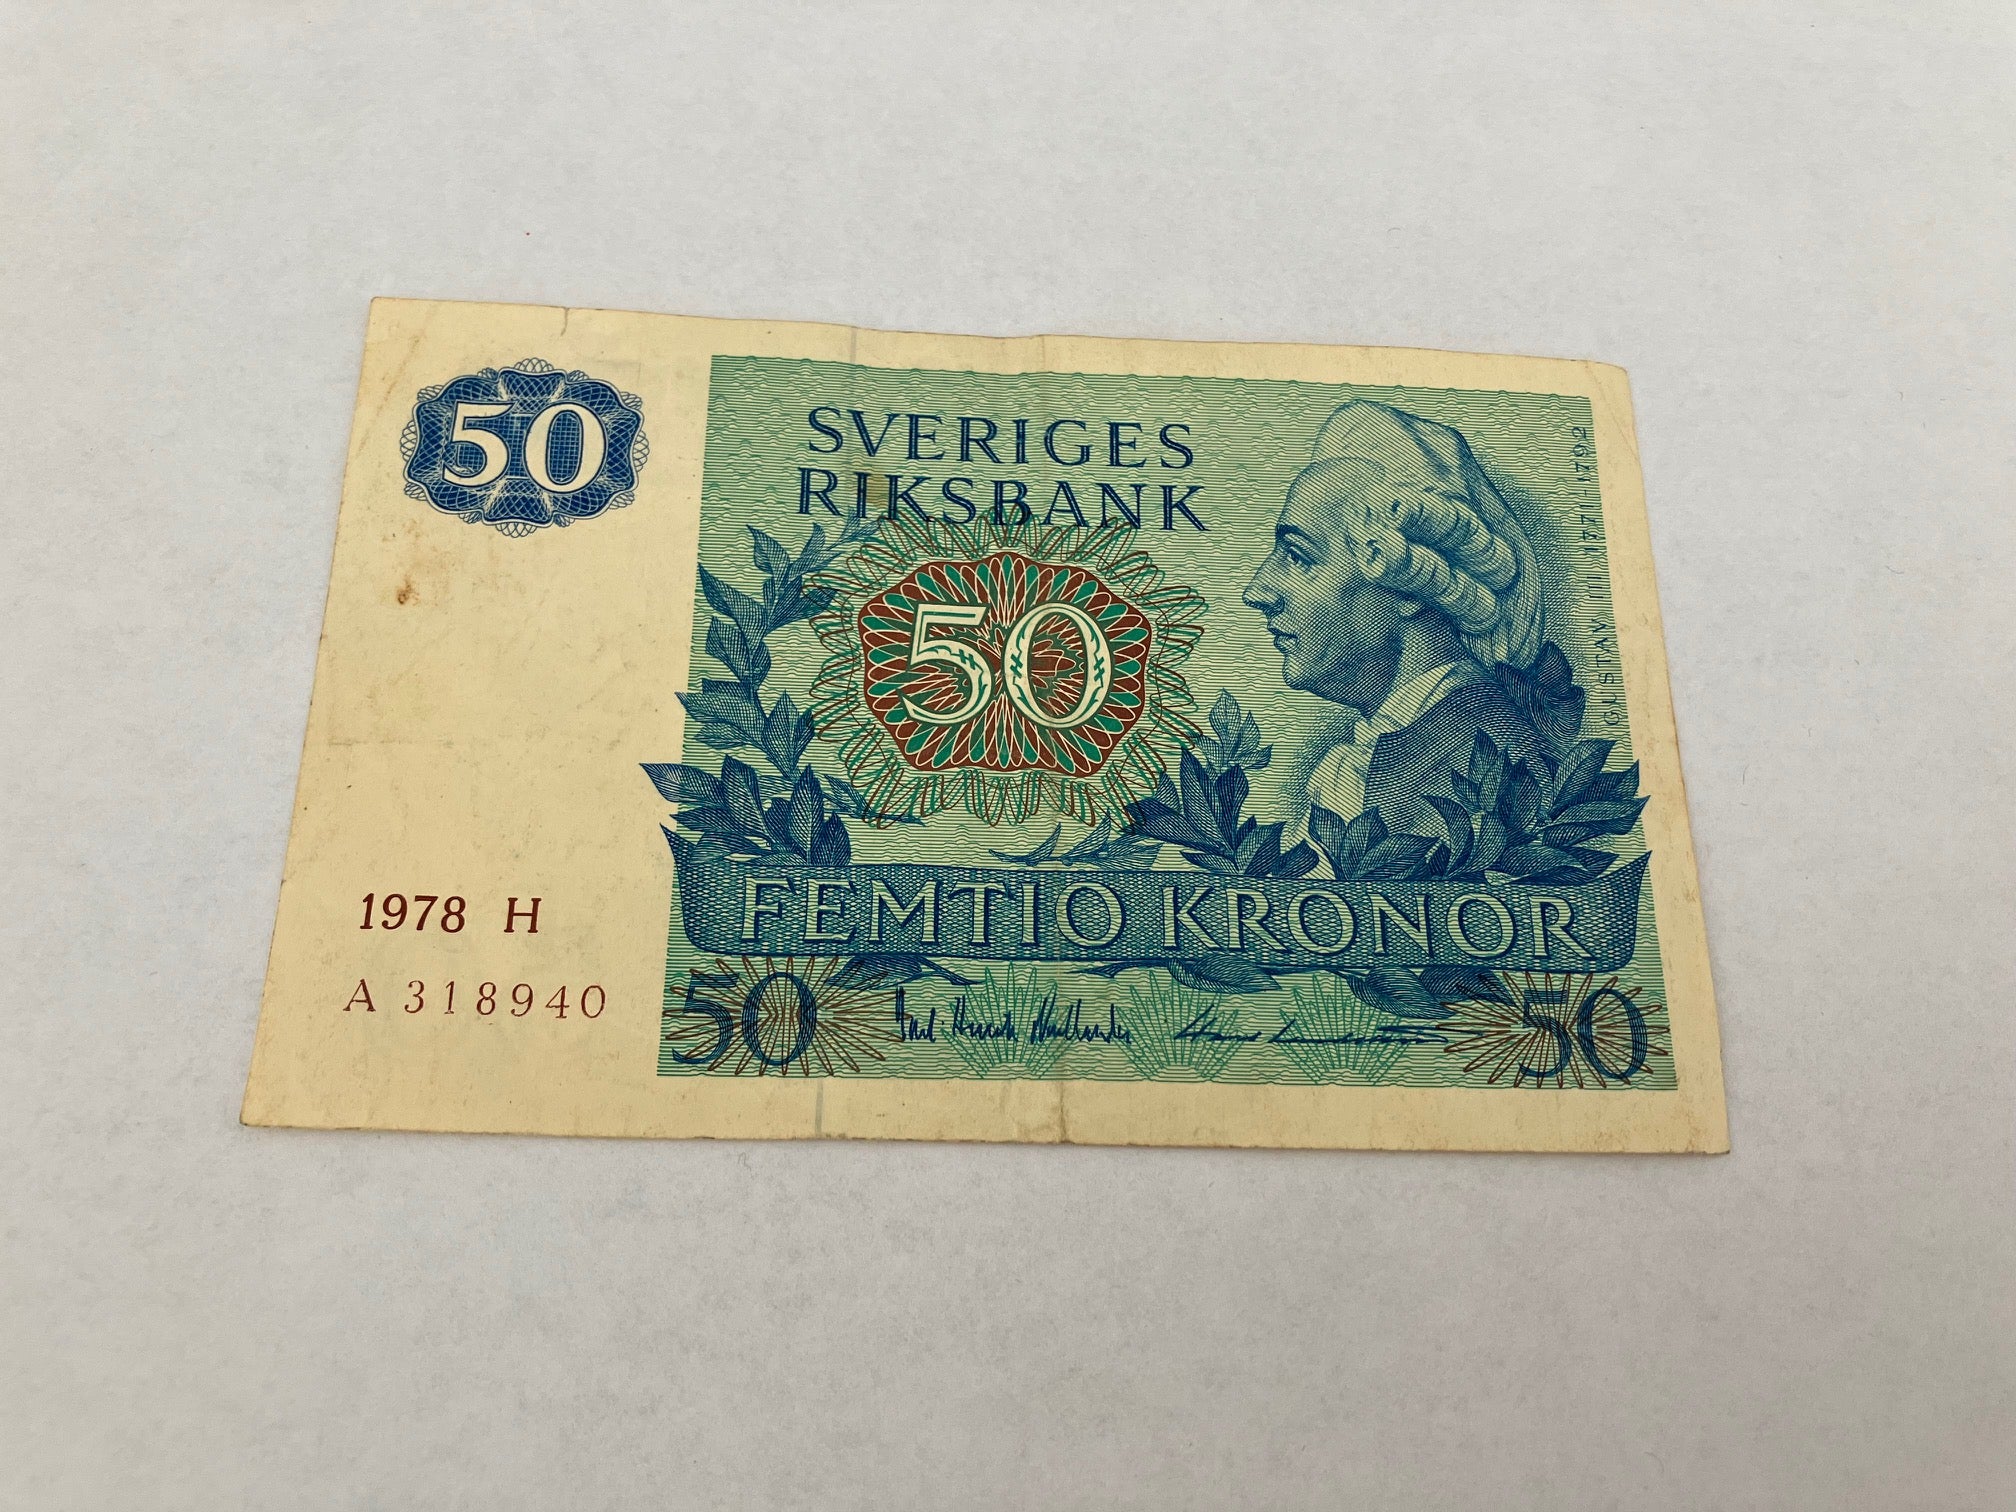 50
SVERIGES
RIKSBANK
50
GUSTAV III 1771-1792
FEMTIO KRONOR
1978 H
A 318940
50
50